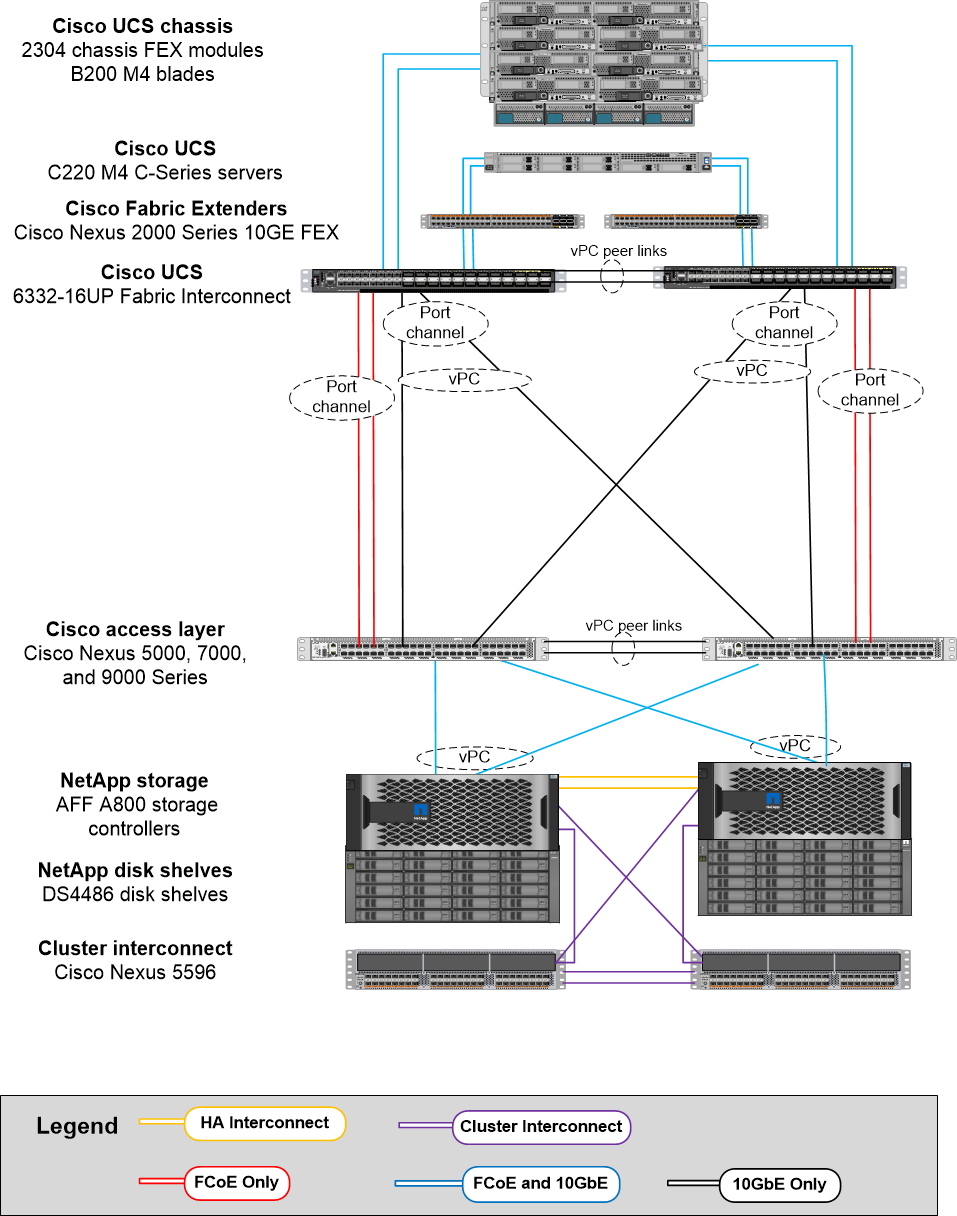 Cisco UCS chassis
2304 chassis FEX modules
B200 M4 blades
Cisco UCS
C220 M4 C-Series servers
Cisco Fabric Extenders
Cisco Nexus 2000 Series 10GE FEX
Cisco UCS
6332-16UP Fabric Interconnect
vPC peer links
Port
channel
Port
channel
vPC
vPC
Port
channel
Port
channel
Cisco access layer
Cisco Nexus 5000, 7000,
and 9000 Series
vPC peer links
vPC
vPC
NetApp storage
AFF A800 storage
controllers
NetApp
NetApp
NetApp disk shelves
DS4486 disk shelves
Cluster interconnect
Cisco Nexus 5596
Legend
HA Interconnect
Cluster Interconnect
FCoE Only
FCoE and 10GbE
10GbE Only